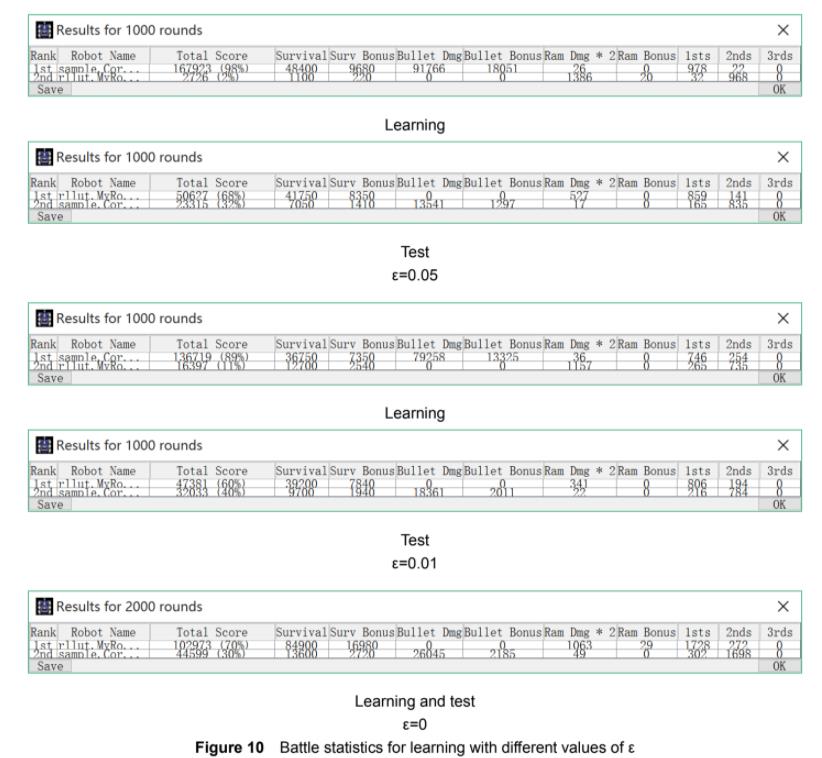 Results for 1000 rounds
Rank Robot Name Total Score Survival Surv Bonus Bullet Dmg Bullet Bonus Ram Dmg * 2 Ram Bonus 1sts 2nds 3rds
1st sample.Cor... 167923 (98%) 48400 9680 91766 18051 26 0 978 22 0
2nd rllut.MyRo... 2726 (2%) 1100 220 0 0 1386 20 32 968 0
Save OK
Learning
Results for 1000 rounds
Rank Robot Name Total Score Survival Surv Bonus Bullet Dmg Bullet Bonus Ram Dmg * 2 Ram Bonus 1sts 2nds 3rds
1st rllut.MyRo... 50627 (68%) 41750 8350 0 0 527 0 859 141 0
2nd sample.Cor... 23315 (32%) 7050 1410 13541 1297 17 0 165 835 0
Save OK
Test
ε=0.05
Results for 1000 rounds
Rank Robot Name Total Score Survival Surv Bonus Bullet Dmg Bullet Bonus Ram Dmg * 2 Ram Bonus 1sts 2nds 3rds
1st sample.Cor... 136719 (89%) 36750 7350 79258 13325 36 0 746 254 0
2nd rllut.MyRo... 16397 (11%) 12700 2540 0 0 1157 0 265 735 0
Save OK
Learning
Results for 1000 rounds
Rank Robot Name Total Score Survival Surv Bonus Bullet Dmg Bullet Bonus Ram Dmg * 2 Ram Bonus 1sts 2nds 3rds
1st rllut.MyRo... 47381 (60%) 39200 7840 0 0 341 0 806 194 0
2nd sample.Cor... 32033 (40%) 9700 1940 18361 2011 22 0 216 784 0
Save OK
Test
ε=0.01
Results for 2000 rounds
Rank Robot Name Total Score Survival Surv Bonus Bullet Dmg Bullet Bonus Ram Dmg * 2 Ram Bonus 1sts 2nds 3rds
1st rllut.MyRo... 102973 (70%) 84900 16980 0 0 1063 29 1728 272 0
2nd sample.Cor... 44599 (30%) 13600 2720 26045 2185 49 0 302 1698 0
Save OK
Learning and test
ε=0
Figure 10 Battle statistics for learning with different values of ε